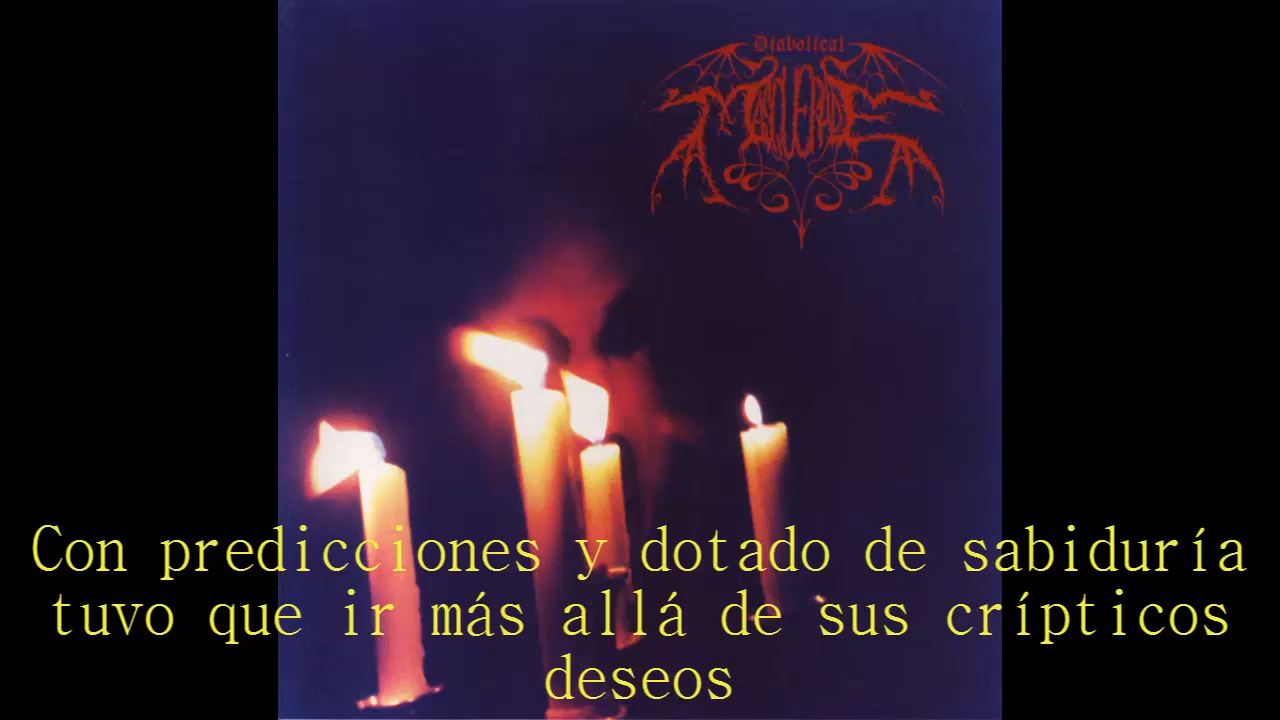 Diabolical
MASQUERADE
Con predicciones y dotado de sabiduría
tuvo que ir más allá de sus crípticos
deseos